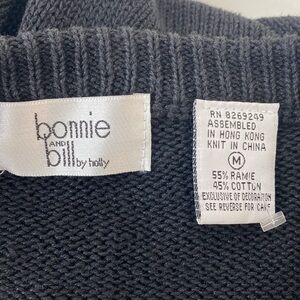 bonnie
AND
bill by holly
RN 8269249
ASSEMBLED
IN HONG KONG
KNIT IN CHINA
M
55% RAMIE
45% COTTON
EXCLUSIVE OF DECORATION
SEE REVERSE FOR CARE